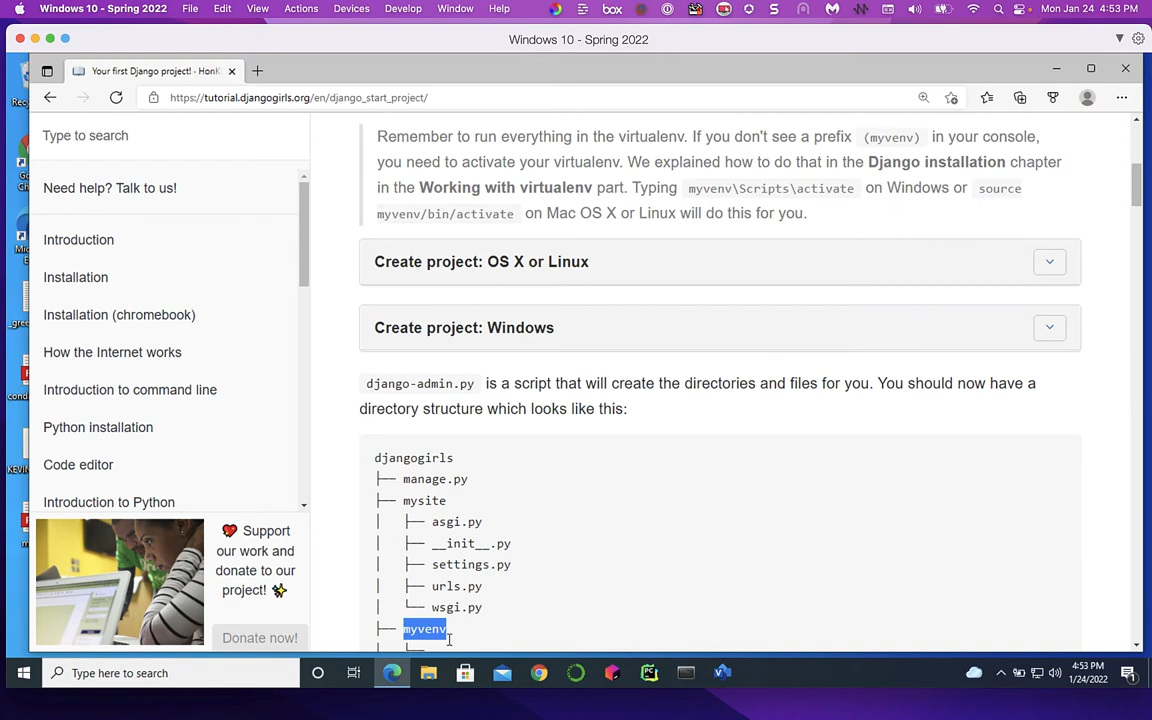 Windows 10 - Spring 2022 File Edit View Actions Devices Develop Window Help box Mon Jan 24 4:53 PM
Windows 10 - Spring 2022
Your first Django project! · HonKi
https://tutorial.djangogirls.org/en/django_start_project/
Type to search
Need help? Talk to us!
Introduction
Installation
Installation (chromebook)
How the Internet works
Introduction to command line
Python installation
Code editor
Introduction to Python
Support
our work and
donate to our
project!
Donate now!
Remember to run everything in the virtualenv. If you don't see a prefix (myvenv) in your console,
you need to activate your virtualenv. We explained how to do that in the Django installation chapter
in the Working with virtualenv part. Typing myvenv\Scripts\activate on Windows or source
myvenv/bin/activate on Mac OS X or Linux will do this for you.
Create project: OS X or Linux
Create project: Windows
django-admin.py is a script that will create the directories and files for you. You should now have a
directory structure which looks like this:
djangogirls
├── manage.py
├── mysite
│   ├── asgi.py
│   ├── __init__.py
│   ├── settings.py
│   ├── urls.py
│   └── wsgi.py
├── myvenv
Type here to search
4:53 PM
1/24/2022